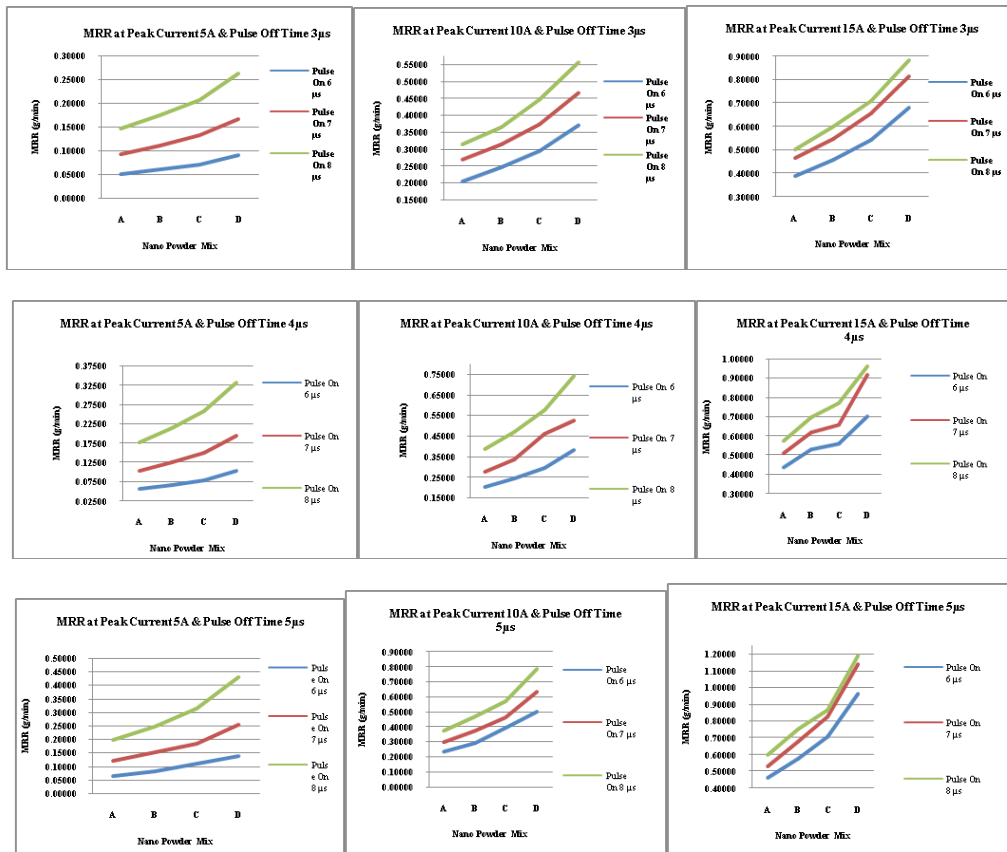 MRR at Peak Current 5A & Pulse Off Time 3µs
0.30000
0.25000
0.20000
0.15000
0.10000
0.05000
0.00000
MRR (g/min)
A B C D
Nano Powder Mix
Pulse
On 6
µs
Pulse
On 7
µs
Pulse
On 8
µs
MRR at Peak Current 10A & Pulse Off Time 3µs
0.55000
0.50000
0.45000
0.40000
0.35000
0.30000
0.25000
0.20000
0.15000
MRR (g/min)
A B C D
Nano Powder Mix
Pulse
On 6
µs
Pulse
On 7
µs
Pulse
On 8
µs
MRR at Peak Current 15A & Pulse Off Time 3µs
0.90000
0.80000
0.70000
0.60000
0.50000
0.40000
0.30000
MRR (g/min)
A B C D
Nano Powder Mix
Pulse
On 6 µs
Pulse
On 7 µs
Pulse
On 8 µs
MRR at Peak Current 5A & Pulse Off Time 4µs
0.37500
0.32500
0.27500
0.22500
0.17500
0.12500
0.07500
0.02500
MRR (g/min)
A B C D
Nano Powder Mix
Pulse On
6 µs
Pulse On
7 µs
Pulse On
8 µs
MRR at Peak Current 10A & Pulse Off Time 4µs
0.75000
0.65000
0.55000
0.45000
0.35000
0.25000
0.15000
MRR (g/min)
A B C D
Nano Powder Mix
Pulse On 6
µs
Pulse On 7
µs
Pulse On 8
µs
MRR at Peak Current 15A & Pulse Off Time
4µs
1.00000
0.90000
0.80000
0.70000
0.60000
0.50000
0.40000
0.30000
MRR (g/min)
A B C D
Nano Powder Mix
Pulse On
6 µs
Pulse On
7 µs
Pulse On
8 µs
MRR at Peak Current 5A & Pulse Off Time 5µs
0.50000
0.45000
0.40000
0.35000
0.30000
0.25000
0.20000
0.15000
0.10000
0.05000
0.00000
MRR (g/min)
A B C D
Nano Powder Mix
Puls
e On
6 µs
Puls
e On
7 µs
Puls
e On
8 µs
MRR at Peak Current 10A & Pulse Off Time
5µs
0.90000
0.80000
0.70000
0.60000
0.50000
0.40000
0.30000
0.20000
0.10000
0.00000
MRR (g/min)
A B C D
Nano Powder Mix
Pulse
On 6 µs
Pulse
On 7 µs
Pulse
On 8 µs
MRR at Peak Current 15A & Pulse Off Time 5µs
1.20000
1.10000
1.00000
0.90000
0.80000
0.70000
0.60000
0.50000
0.40000
MRR (g/min)
A B C D
Nano Powder Mix
Pulse On
6 µs
Pulse On
7 µs
Pulse On
8 µs